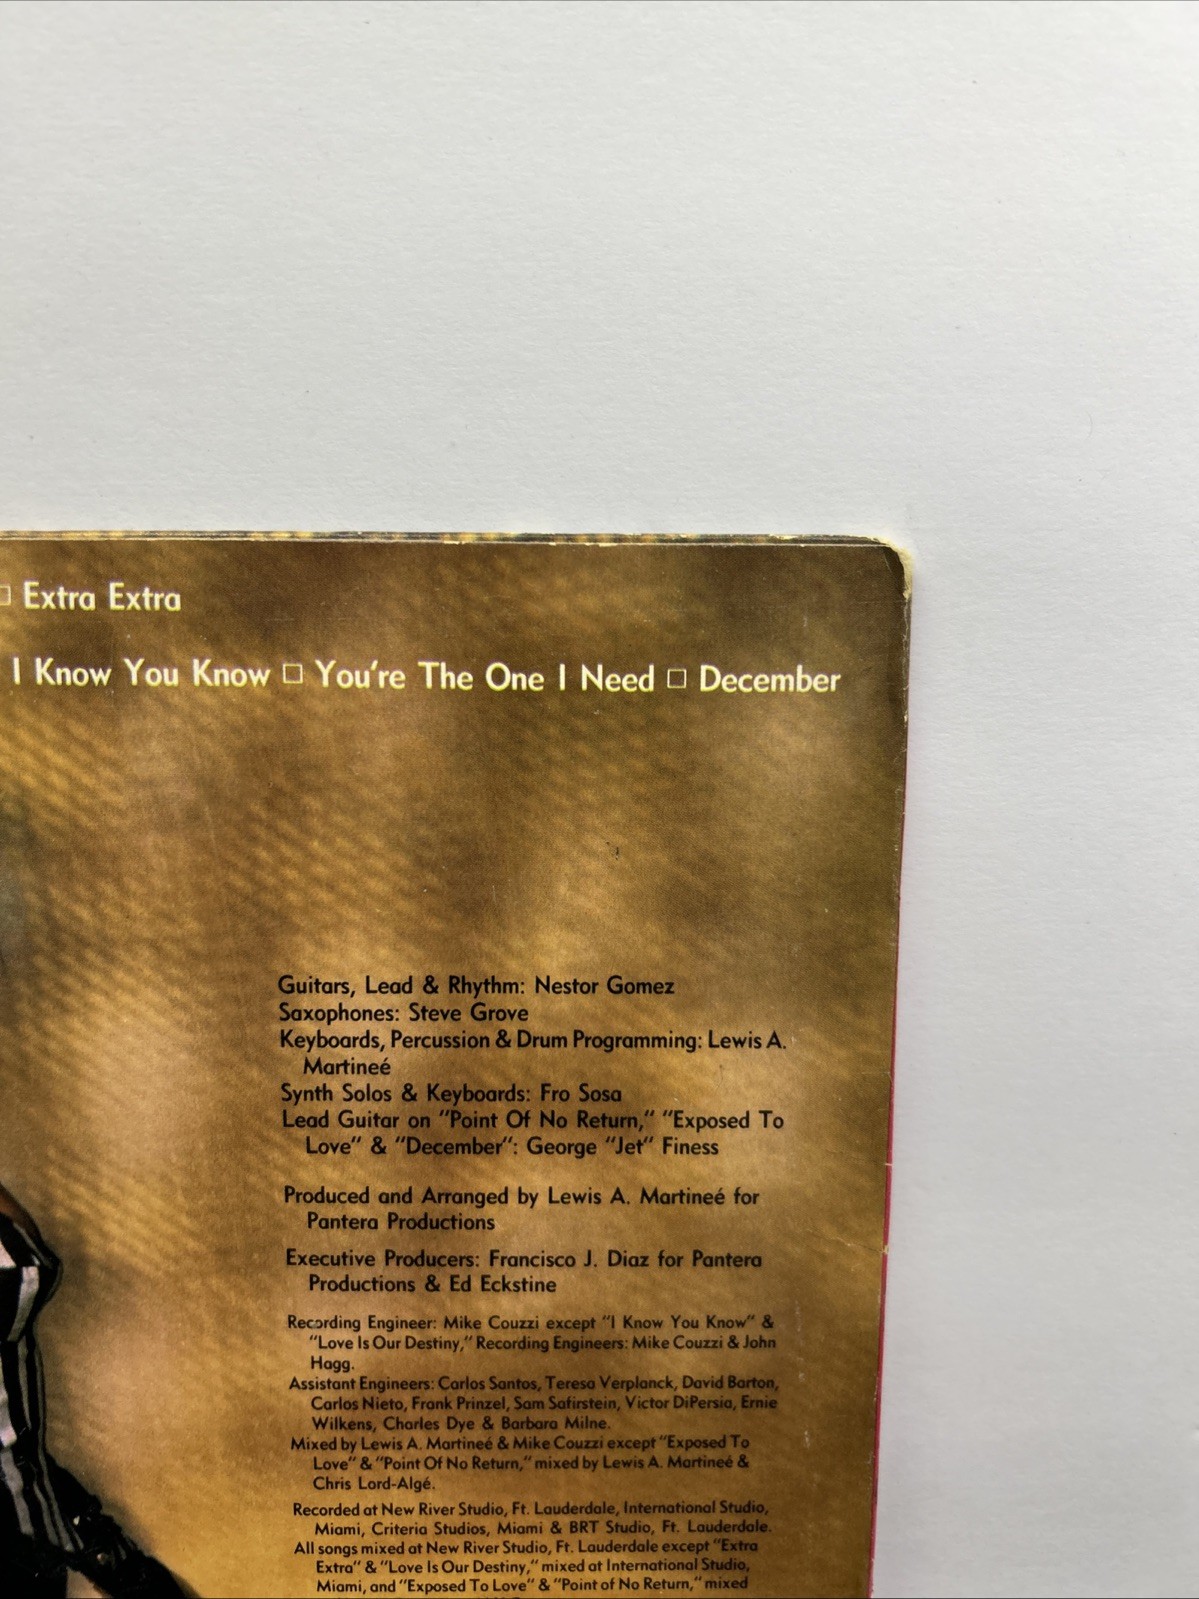 □ Extra Extra
I Know You Know □ You're The One I Need □ December
Guitars, Lead & Rhythm: Nestor Gomez
Saxophones: Steve Grove
Keyboards, Percussion & Drum Programming: Lewis A.
Martineé
Synth Solos & Keyboards: Fro Sosa
Lead Guitar on "Point Of No Return," "Exposed To
Love" & "December": George "Jet" Finess
Produced and Arranged by Lewis A. Martineé for
Pantera Productions
Executive Producers: Francisco J. Diaz for Pantera
Productions & Ed Eckstine
Recording Engineer: Mike Couzzi except "I Know You Know" &
"Love Is Our Destiny," Recording Engineers: Mike Couzzi & John
Hagg.
Assistant Engineers: Carlos Santos, Teresa Verplanck, David Barton,
Carlos Nieto, Frank Prinzel, Sam Safirstein, Victor DiPersia, Ernie
Wilkens, Charles Dye & Barbara Milne.
Mixed by Lewis A. Martineé & Mike Couzzi except "Exposed To
Love" & "Point Of No Return," mixed by Lewis A. Martineé &
Chris Lord-Algé.
Recorded at New River Studio, Ft. Lauderdale, International Studio,
Miami, Criteria Studios, Miami & BRT Studio, Ft. Lauderdale.
All songs mixed at New River Studio, Ft. Lauderdale except "Extra
Extra" & "Love Is Our Destiny," mixed at International Studio,
Miami, and "Exposed To Love" & "Point of No Return," mixed